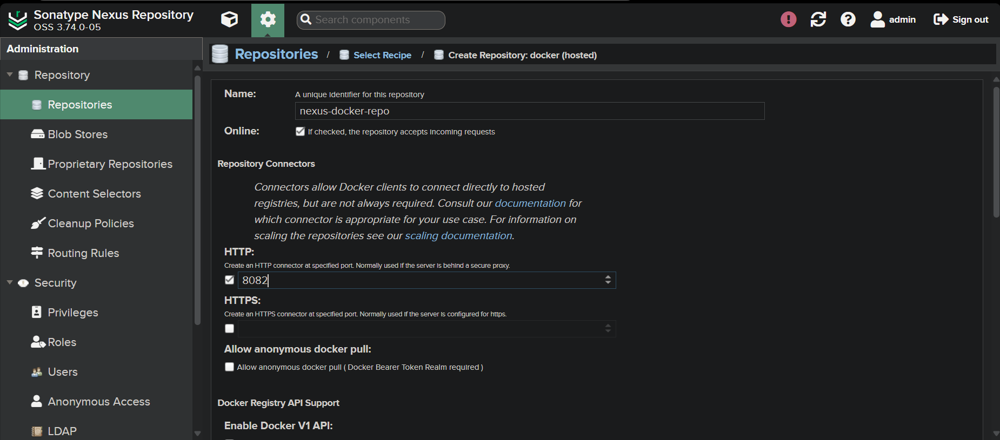 Sonatype Nexus Repository
OSS 3.74.0-05
Search components
admin
Sign out
Administration
Repository
Repositories
Blob Stores
Proprietary Repositories
Content Selectors
Cleanup Policies
Routing Rules
Security
Privileges
Roles
Users
Anonymous Access
LDAP
Repositories / Select Recipe / Create Repository: docker (hosted)
Name:
A unique identifier for this repository
nexus-docker-repo
Online:
If checked, the repository accepts incoming requests
Repository Connectors
Connectors allow Docker clients to connect directly to hosted
registries, but are not always required. Consult our documentation for
which connector is appropriate for your use case. For information on
scaling the repositories see our scaling documentation.
HTTP:
Create an HTTP connector at specified port. Normally used if the server is behind a secure proxy.
8082
HTTPS:
Create an HTTPS connector at specified port. Normally used if the server is configured for https.
Allow anonymous docker pull:
Allow anonymous docker pull ( Docker Bearer Token Realm required )
Docker Registry API Support
Enable Docker V1 API: